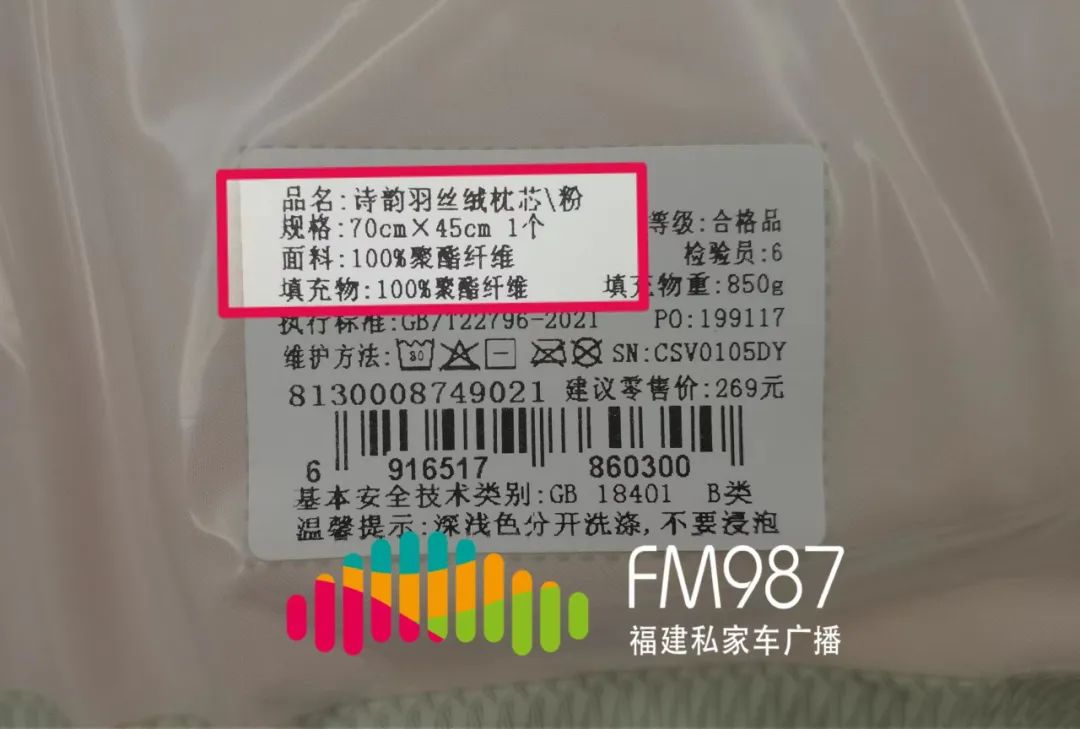 品名:诗韵羽丝绒枕芯\粉
规格:70cm×45cm 1个 等级:合格品
面料:100%聚酯纤维 检验员:6
填充物:100%聚酯纤维 填充物重:850g
执行标准:GB/T22796-2021 PO:199117
维护方法: 30 SN:CSV0105DY
8130008749021 建议零售价:269元
6 916517 860300
基本安全技术类别:GB 18401 B类
温馨提示:深浅色分开洗涤,不要浸泡
FM987
福建私家车广播